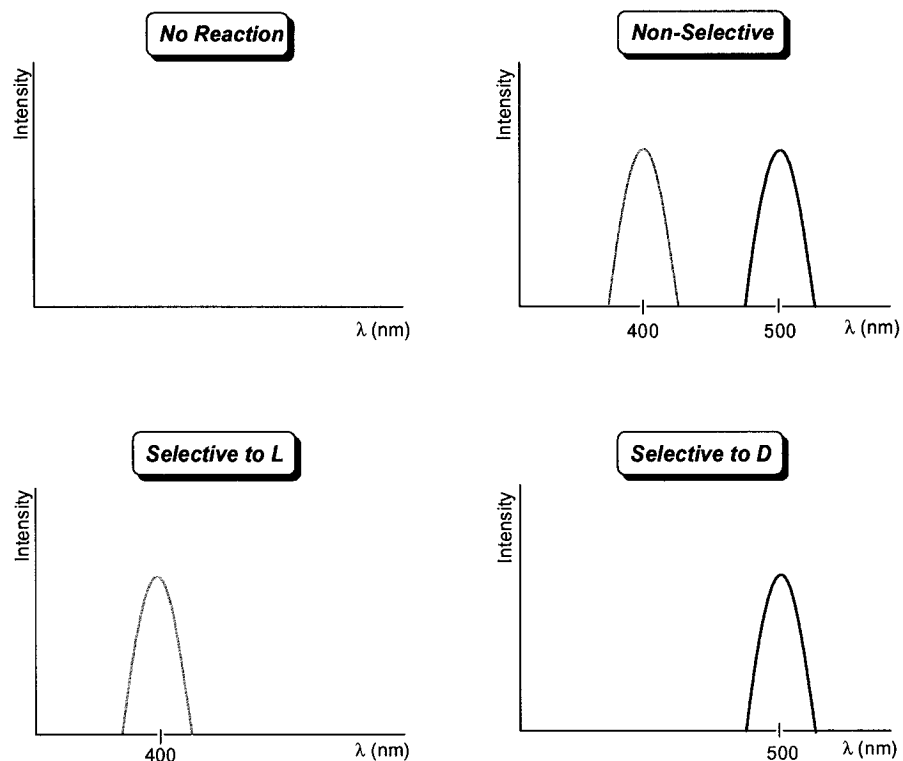 No Reaction
Intensity
λ (nm)
Non-Selective
Intensity
400
500
λ (nm)
Selective to L
Intensity
400
λ (nm)
Selective to D
Intensity
500
λ (nm)